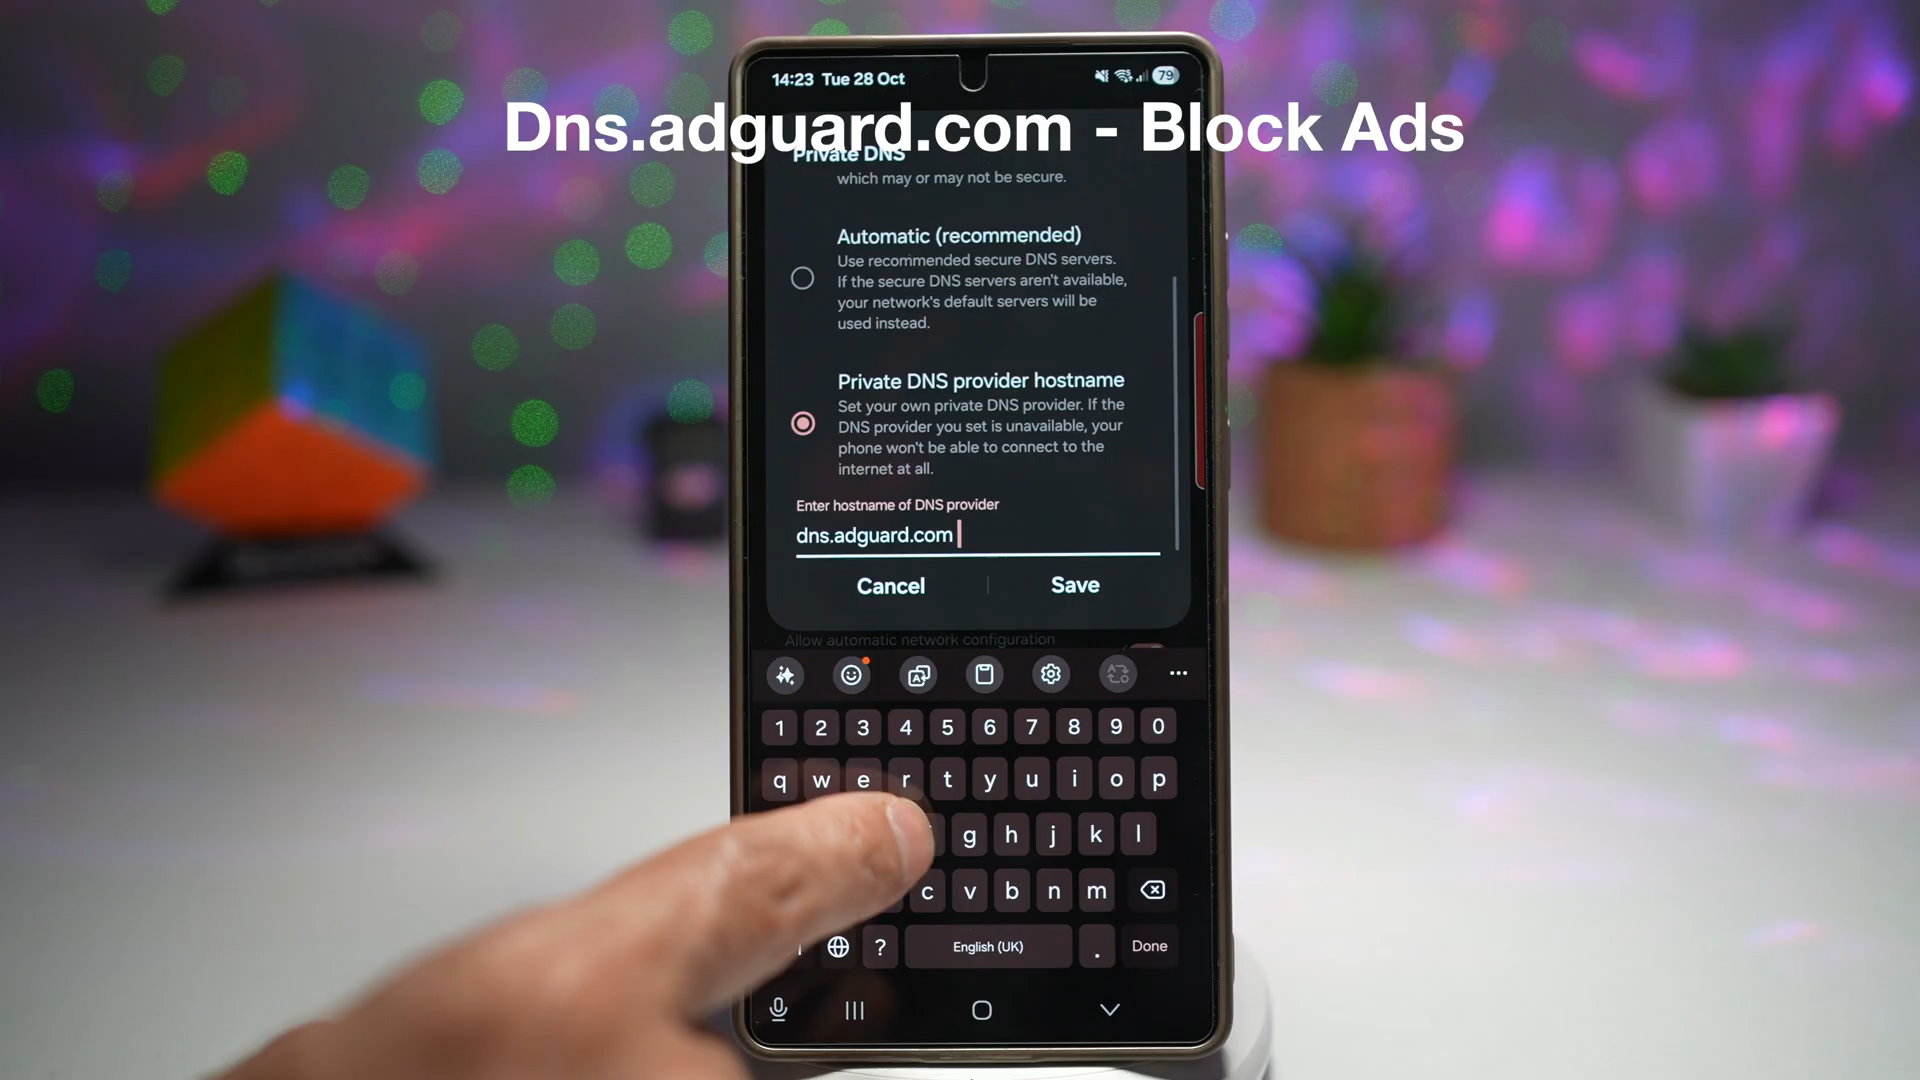 14:23 Tue 28 Oct
79
Dns.adguard.com - Block Ads
Private DNS
which may or may not be secure.
Automatic (recommended)
Use recommended secure DNS servers.
If the secure DNS servers aren't available,
your network's default servers will be
used instead.
Private DNS provider hostname
Set your own private DNS provider. If the
DNS provider you set is unavailable, your
phone won't be able to connect to the
internet at all.
Enter hostname of DNS provider
dns.adguard.com
Cancel
Save
Allow automatic network configuration
1 2 3 4 5 6 7 8 9 0
q w e r t y u i o p
g h j k l
c v b n m
? English (UK) . Done